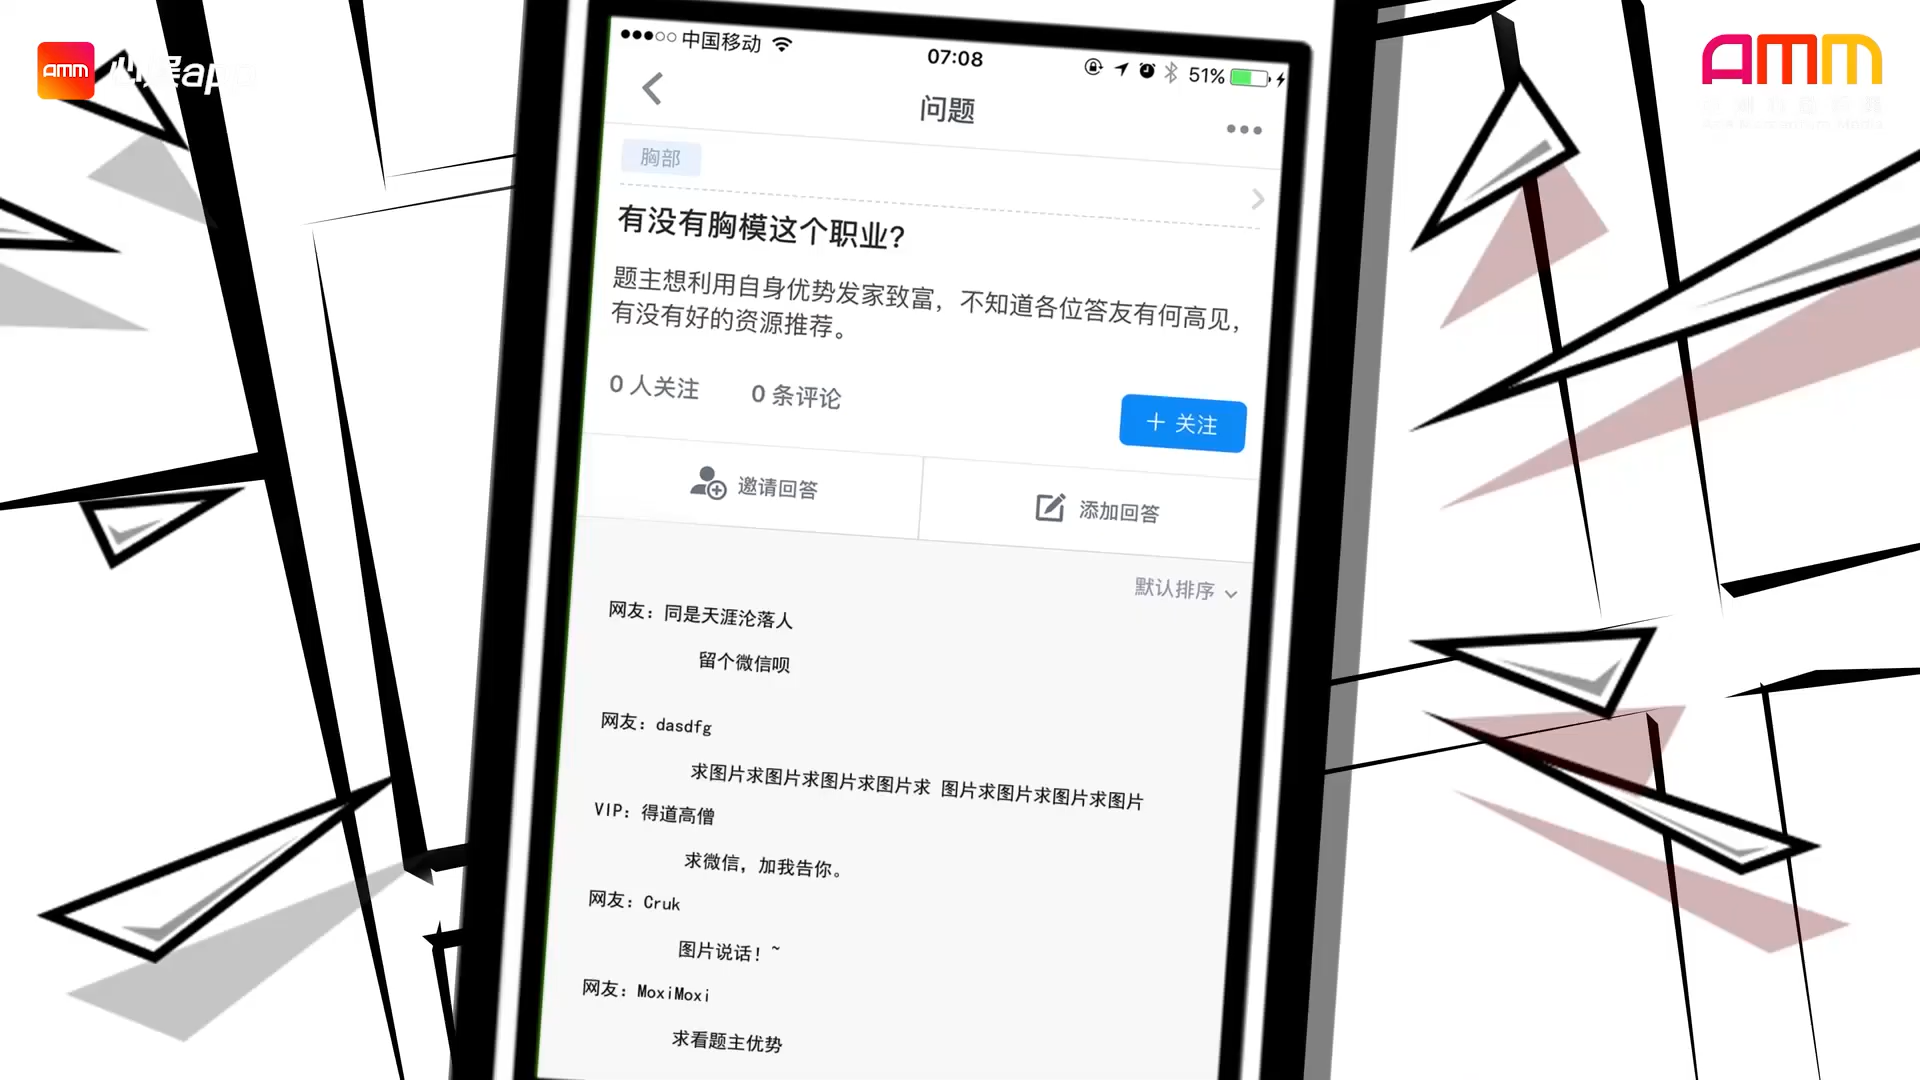 中国移动
07:08
51%
AMM
AMM
问题
胸部
有没有胸模这个职业?
题主想利用自身优势发家致富，不知道各位答友有何高见，
有没有好的资源推荐。
0 人关注
0 条评论
+ 关注
邀请回答
添加回答
默认排序
网友：同是天涯沦落人
留个微信呗
网友：dasdfg
求图片求图片求图片求图片求 图片求图片求图片求图片
VIP：得道高僧
求微信，加我告你。
网友：Cruk
图片说话！~
网友：MoxiMoxi
求看题主优势